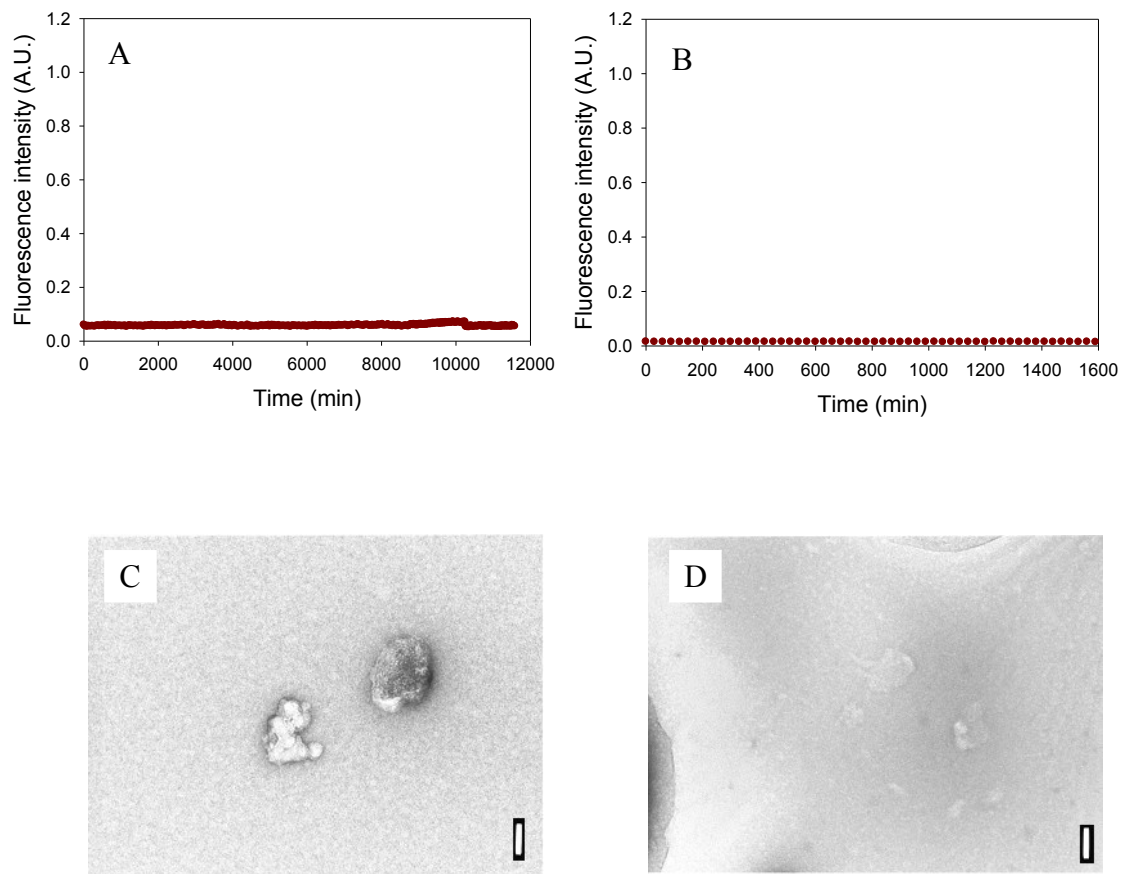 A
Fluorescence intensity (A.U.)
1.2
1.0
0.8
0.6
0.4
0.2
0.0
0 2000 4000 6000 8000 10000 12000
Time (min)
B
Fluorescence intensity (A.U.)
1.2
1.0
0.8
0.6
0.4
0.2
0.0
0 200 400 600 800 1000 1200 1400 1600
Time (min)
C
D